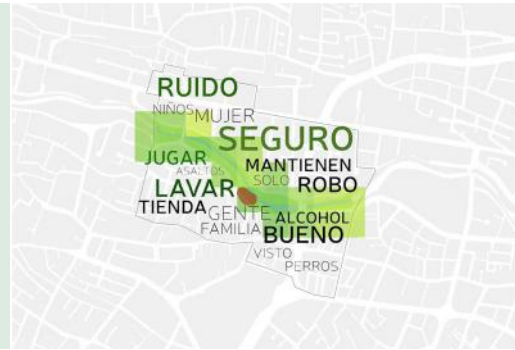 RUIDO
NIÑOS MUJER
SEGURO
JUGAR MANTIENEN
ASALTOS SOLO ROBO
LAVAR
TIENDA GENTE ALCOHOL
FAMILIA BUENO
VISTO
PERROS